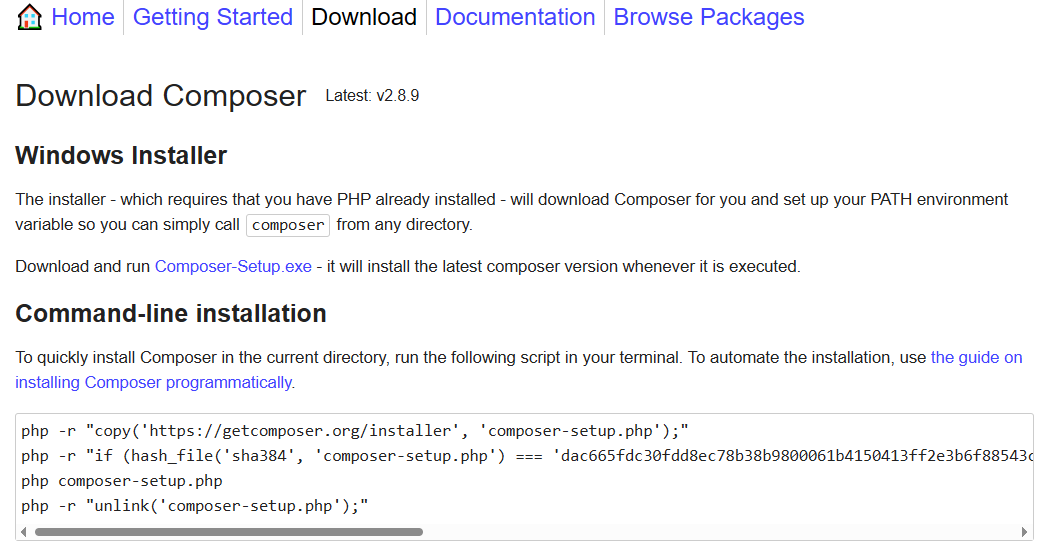 Home Getting Started Download Documentation Browse Packages
Download Composer Latest: v2.8.9
Windows Installer
The installer - which requires that you have PHP already installed - will download Composer for you and set up your PATH environment
variable so you can simply call composer from any directory.
Download and run Composer-Setup.exe - it will install the latest composer version whenever it is executed.
Command-line installation
To quickly install Composer in the current directory, run the following script in your terminal. To automate the installation, use the guide on
installing Composer programmatically.
php -r "copy('https://getcomposer.org/installer', 'composer-setup.php');"
php -r "if (hash_file('sha384', 'composer-setup.php') === 'dac665fdc30fdd8ec78b38b9800061b4150413ff2e3b6f88543c
php composer-setup.php
php -r "unlink('composer-setup.php');"